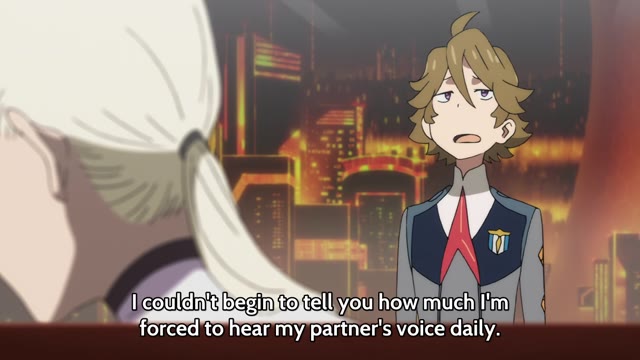 I couldn't begin to tell you how much I'm
forced to hear my partner's voice daily.